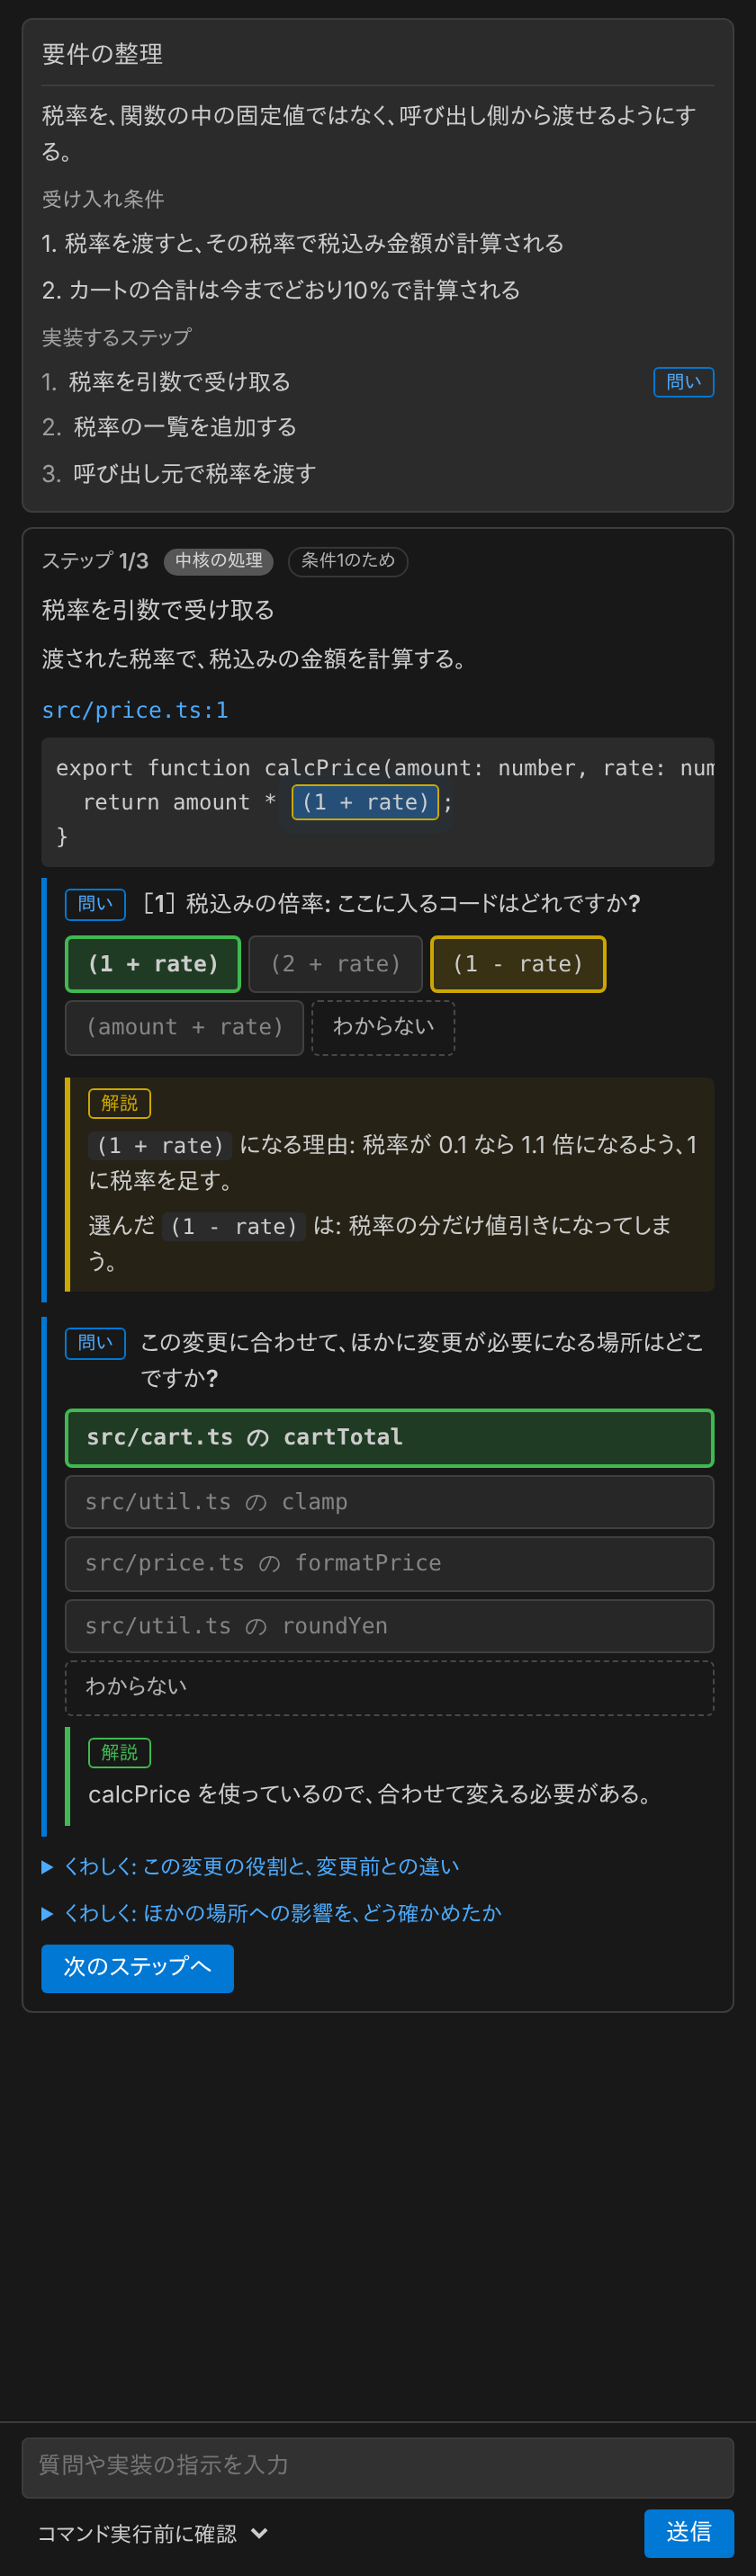 要件の整理
税率を、関数の中の固定値ではなく、呼び出し側から渡せるようにす
る。
受け入れ条件
1. 税率を渡すと、その税率で税込み金額が計算される
2. カートの合計は今までどおり10%で計算される
実装するステップ
1. 税率を引数で受け取る 問い
2. 税率の一覧を追加する
3. 呼び出し元で税率を渡す
ステップ 1/3 中核の処理 条件1のため
税率を引数で受け取る
渡された税率で、税込みの金額を計算する。
src/price.ts:1
export function calcPrice(amount: number, rate: num
return amount * (1 + rate);
}
問い [1] 税込みの倍率: ここに入るコードはどれですか?
(1 + rate) (2 + rate) (1 - rate)
(amount + rate) わからない
解説
(1 + rate) になる理由: 税率が 0.1 なら 1.1 倍になるよう、1
に税率を足す。
選んだ (1 - rate) は: 税率の分だけ値引きになってしま
う。
問い この変更に合わせて、ほかに変更が必要になる場所はどこ
ですか?
src/cart.ts の cartTotal
src/util.ts の clamp
src/price.ts の formatPrice
src/util.ts の roundYen
わからない
解説
calcPrice を使っているので、合わせて変える必要がある。
▶ くわしく: この変更の役割と、変更前との違い
▶ くわしく: ほかの場所への影響を、どう確かめたか
次のステップへ
質問や実装の指示を入力
コマンド実行前に確認 送信